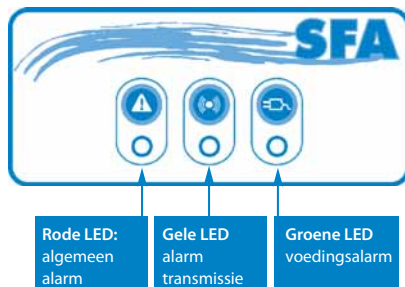 SFA
Rode LED:
algemeen
alarm
Gele LED
alarm
transmissie
Groene LED
voedingsalarm